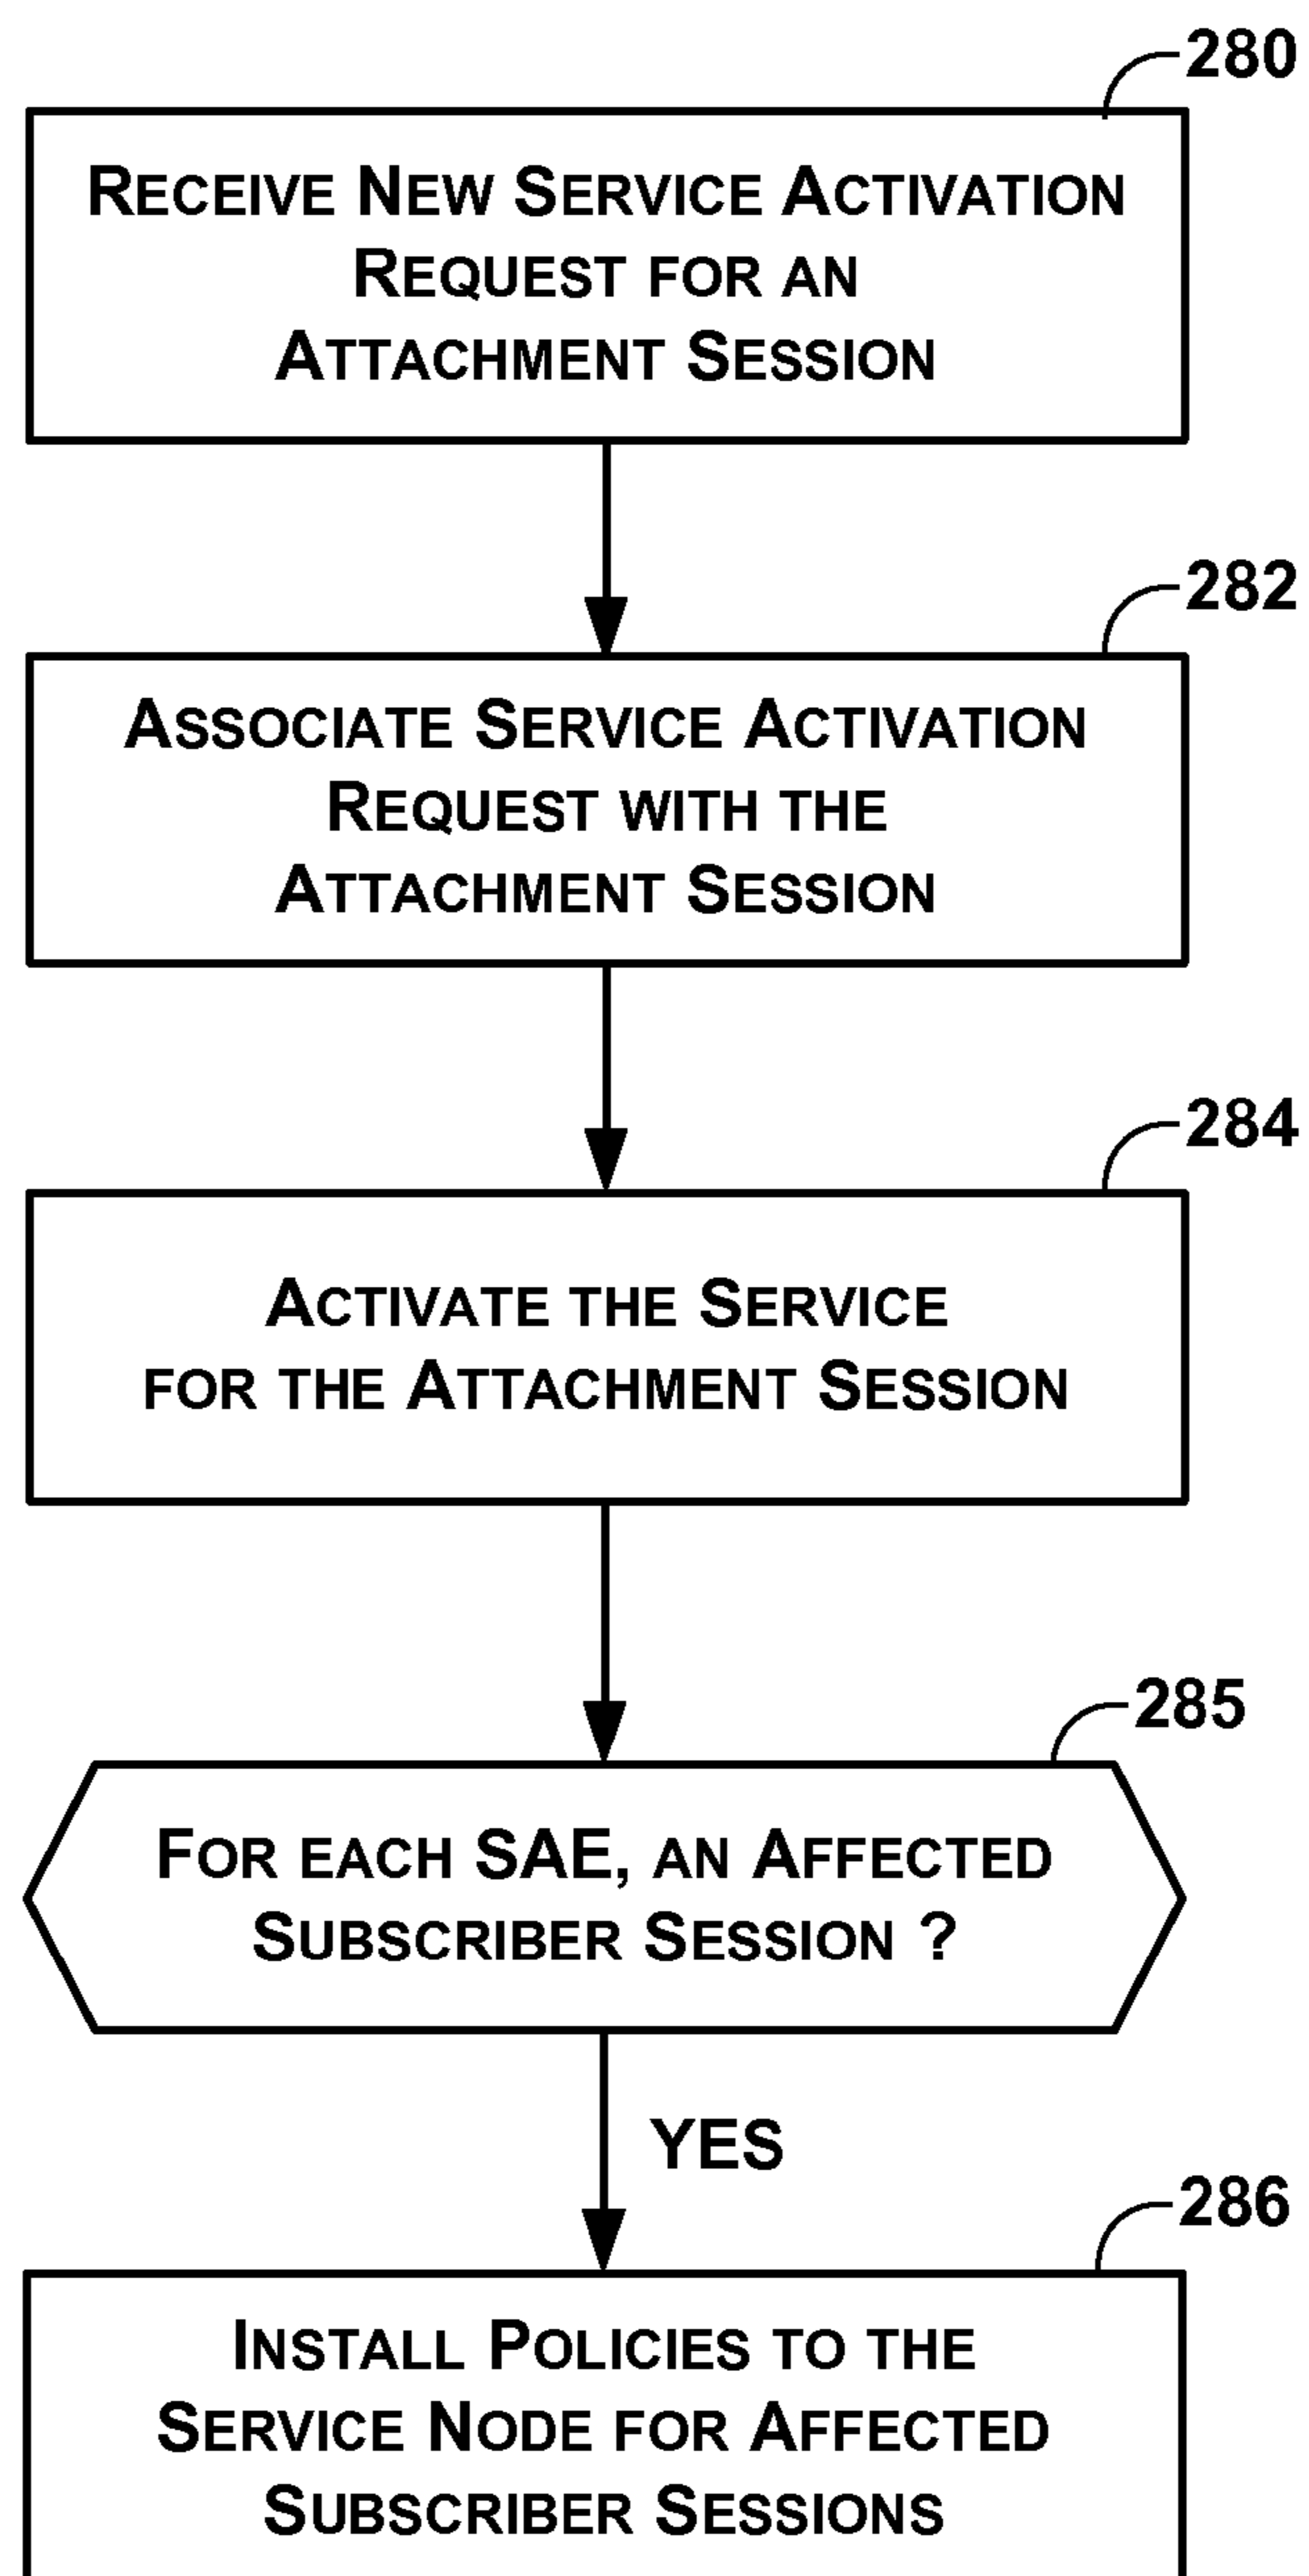 280
RECEIVE NEW SERVICE ACTIVATION
REQUEST FOR AN
ATTACHMENT SESSION
282
ASSOCIATE SERVICE ACTIVATION
REQUEST WITH THE
ATTACHMENT SESSION
284
ACTIVATE THE SERVICE
FOR THE ATTACHMENT SESSION
285
FOR EACH SAE, AN AFFECTED
SUBSCRIBER SESSION ?
YES
286
INSTALL POLICIES TO THE
SERVICE NODE FOR AFFECTED
SUBSCRIBER SESSIONS